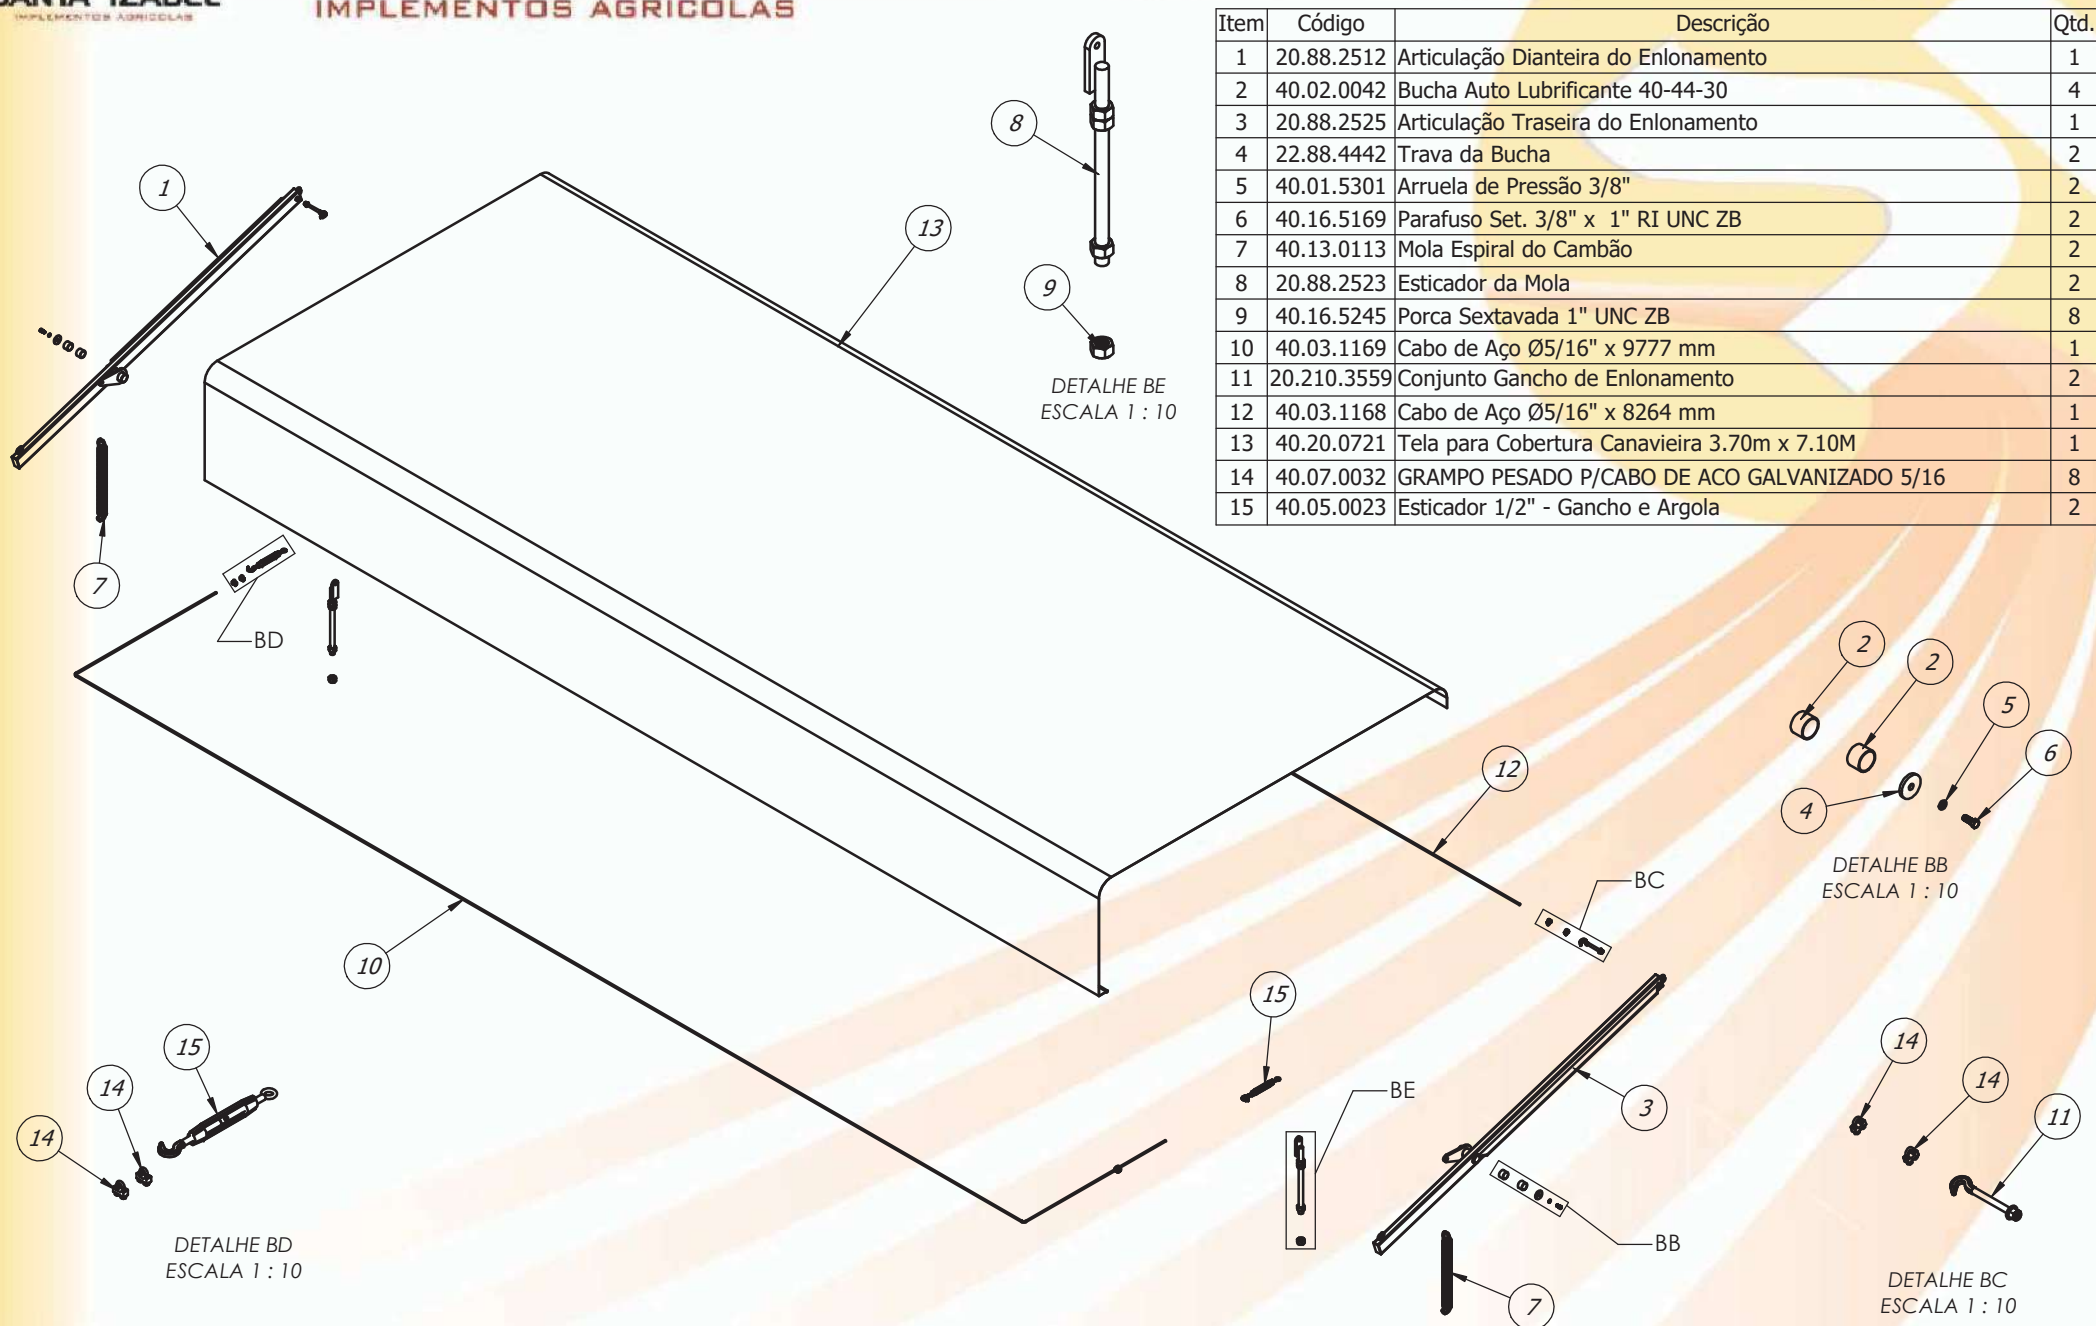 SANTA IZABEL
IMPLEMENTOS AGRICOLAS
IMPLEMENTOS AGRICOLAS
Item Código Descrição Qtd.
1 20.88.2512 Articulação Dianteira do Enlonamento 1
2 40.02.0042 Bucha Auto Lubrificante 40-44-30 4
3 20.88.2525 Articulação Traseira do Enlonamento 1
4 22.88.4442 Trava da Bucha 2
5 40.01.5301 Arruela de Pressão 3/8" 2
6 40.16.5169 Parafuso Set. 3/8" x 1" RI UNC ZB 2
7 40.13.0113 Mola Espiral do Cambão 2
8 20.88.2523 Esticador da Mola 2
9 40.16.5245 Porca Sextavada 1" UNC ZB 8
10 40.03.1169 Cabo de Aço Ø5/16" x 9777 mm 1
11 20.210.3559 Conjunto Gancho de Enlonamento 2
12 40.03.1168 Cabo de Aço Ø5/16" x 8264 mm 1
13 40.20.0721 Tela para Cobertura Canavieira 3.70m x 7.10M 1
14 40.07.0032 GRAMPO PESADO P/CABO DE ACO GALVANIZADO 5/16 8
15 40.05.0023 Esticador 1/2" - Gancho e Argola 2
8
1
13
9
DETALHE BE
ESCALA 1 : 10
7
BD
2
2
5
6
4
12
DETALHE BB
ESCALA 1 : 10
BC
10
15
15
14
14
BE
3
14
14
11
BB
DETALHE BD
ESCALA 1 : 10
7
DETALHE BC
ESCALA 1 : 10